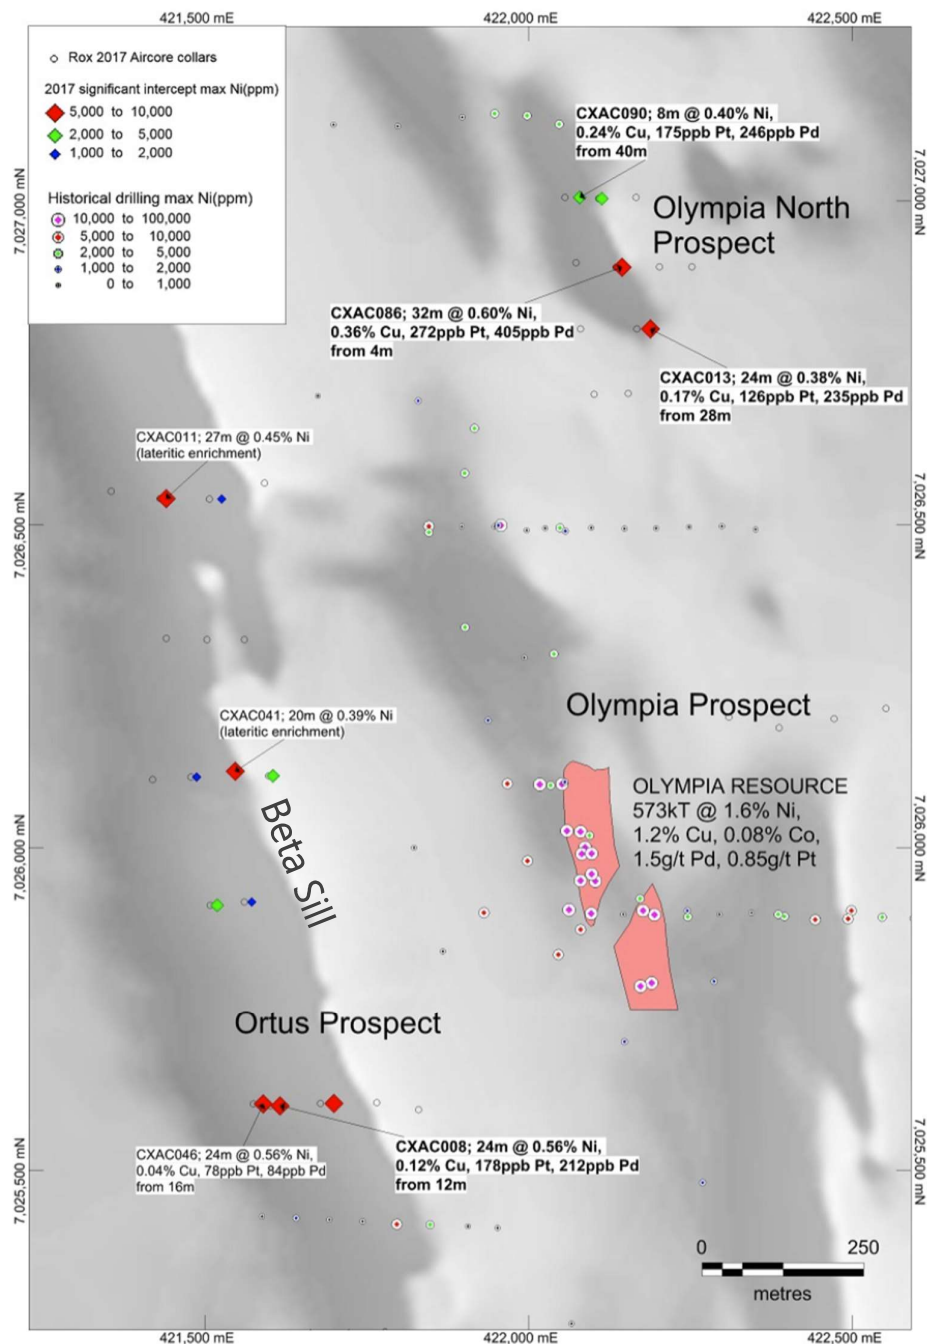 421,500 mE
422,000 mE
422,500 mE
Rox 2017 Aircore collars
2017 significant intercept max Ni(ppm)
5,000 to 10,000
2,000 to 5,000
1,000 to 2,000
Historical drilling max Ni(ppm)
10,000 to 100,000
5,000 to 10,000
2,000 to 5,000
1,000 to 2,000
0 to 1,000
CXAC090; 8m @ 0.40% Ni,
0.24% Cu, 175ppb Pt, 246ppb Pd
from 40m
7,027,000 mN
7,027,000 mN
Olympia North
Prospect
CXAC086; 32m @ 0.60% Ni,
0.36% Cu, 272ppb Pt, 405ppb Pd
from 4m
CXAC013; 24m @ 0.38% Ni,
0.17% Cu, 126ppb Pt, 235ppb Pd
from 28m
CXAC011; 27m @ 0.45% Ni
(lateritic enrichment)
7,026,500 mN
7,026,500 mN
CXAC041; 20m @ 0.39% Ni
(lateritic enrichment)
Olympia Prospect
OLYMPIA RESOURCE
573kT @ 1.6% Ni,
1.2% Cu, 0.08% Co,
1.5g/t Pd, 0.85g/t Pt
Beta Sill
7,026,000 mN
7,026,000 mN
Ortus Prospect
CXAC046; 24m @ 0.56% Ni,
0.04% Cu, 78ppb Pt, 84ppb Pd
from 16m
CXAC008; 24m @ 0.56% Ni,
0.12% Cu, 178ppb Pt, 212ppb Pd
from 12m
7,025,500 mN
7,025,500 mN
0 250
metres
421,500 mE
422,000 mE
422,500 mE